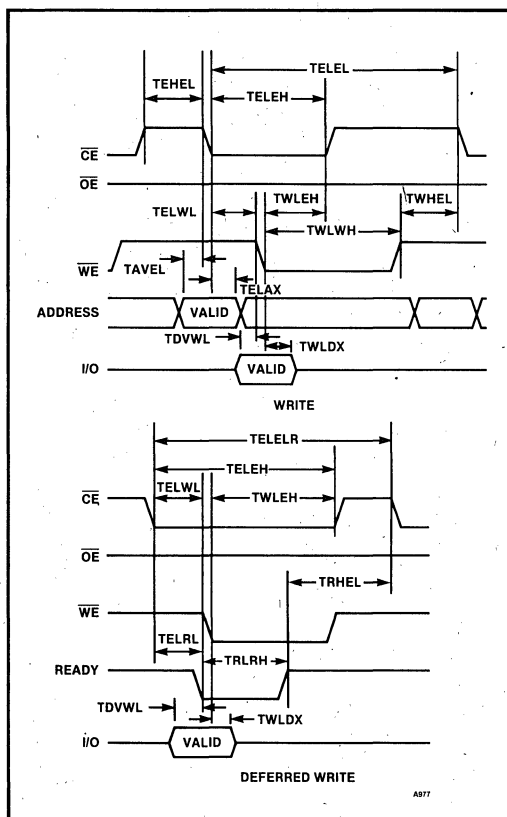 TELEL
TEHEL
TELEH
CE
OE
TELWL
TWLEH
TWHEL
TWLWH
WE
TAVEL
TELAX
ADDRESS
VALID
TDVWL
TWLDX
I/O
VALID
WRITE
TELELR
TELEH
TELWL
TWLEH
CE
OE
TRHEL
WE
TELRL
TRLRH
READY
TDVWL
TWLDX
I/O
VALID
DEFERRED WRITE
A977